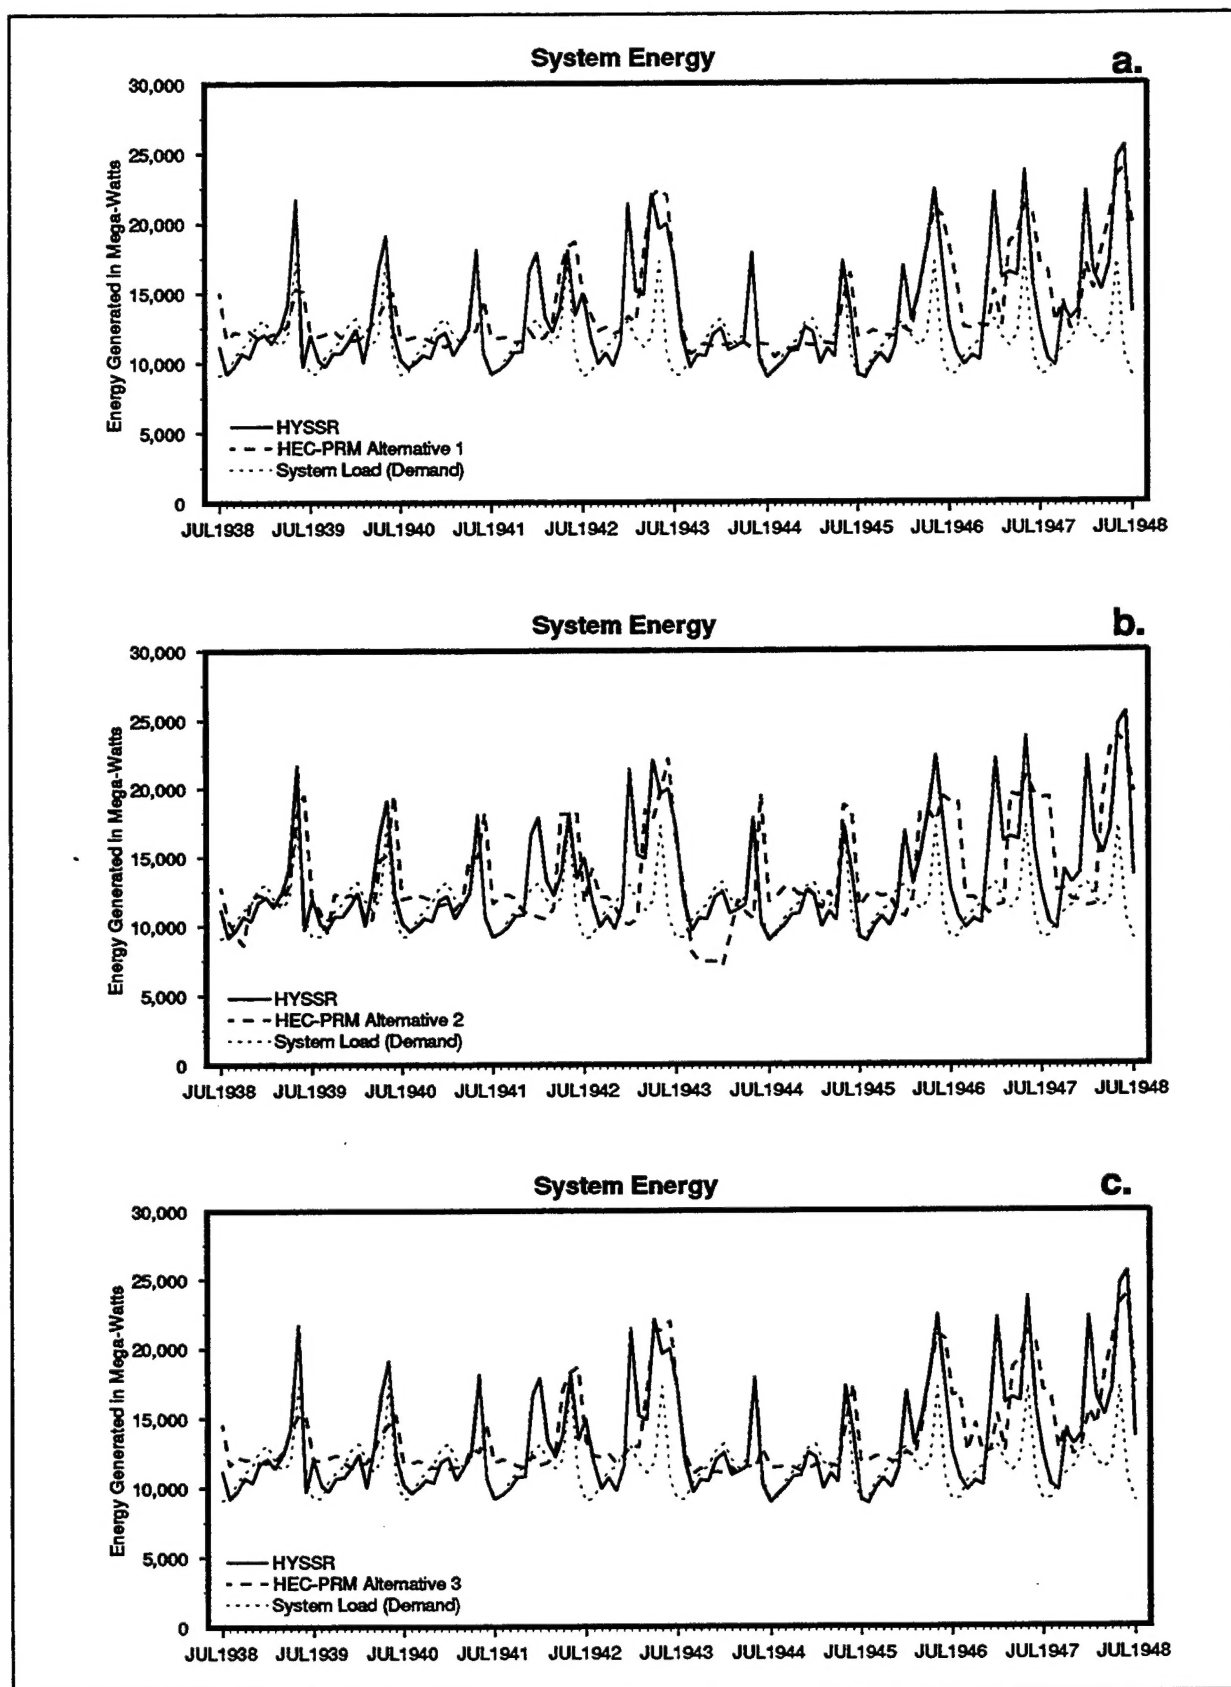 System Energy
a.
Energy Generated in Mega-Watts
30,000
25,000
20,000
15,000
10,000
5,000
0
HYSSR
HEC-PRM Alternative 1
System Load (Demand)
JUL1938 JUL1939 JUL1940 JUL1941 JUL1942 JUL1943 JUL1944 JUL1945 JUL1946 JUL1947 JUL1948
System Energy
b.
Energy Generated in Mega-Watts
30,000
25,000
20,000
15,000
10,000
5,000
0
HYSSR
HEC-PRM Alternative 2
System Load (Demand)
JUL1938 JUL1939 JUL1940 JUL1941 JUL1942 JUL1943 JUL1944 JUL1945 JUL1946 JUL1947 JUL1948
System Energy
c.
Energy Generated in Mega-Watts
30,000
25,000
20,000
15,000
10,000
5,000
0
HYSSR
HEC-PRM Alternative 3
System Load (Demand)
JUL1938 JUL1939 JUL1940 JUL1941 JUL1942 JUL1943 JUL1944 JUL1945 JUL1946 JUL1947 JUL1948